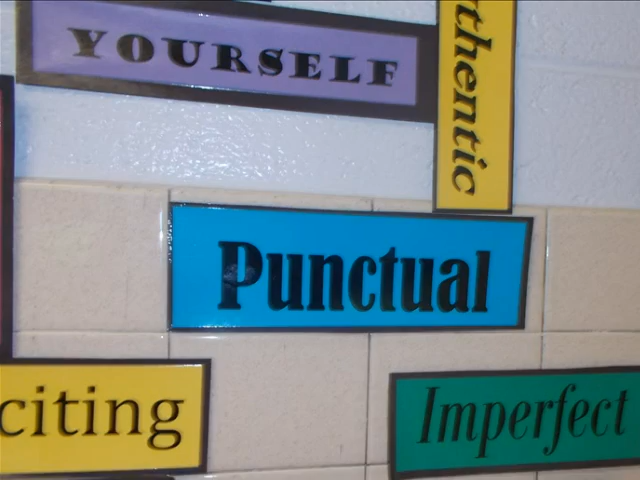 YOURSELF
thentic
Punctual
citing
Imperfect